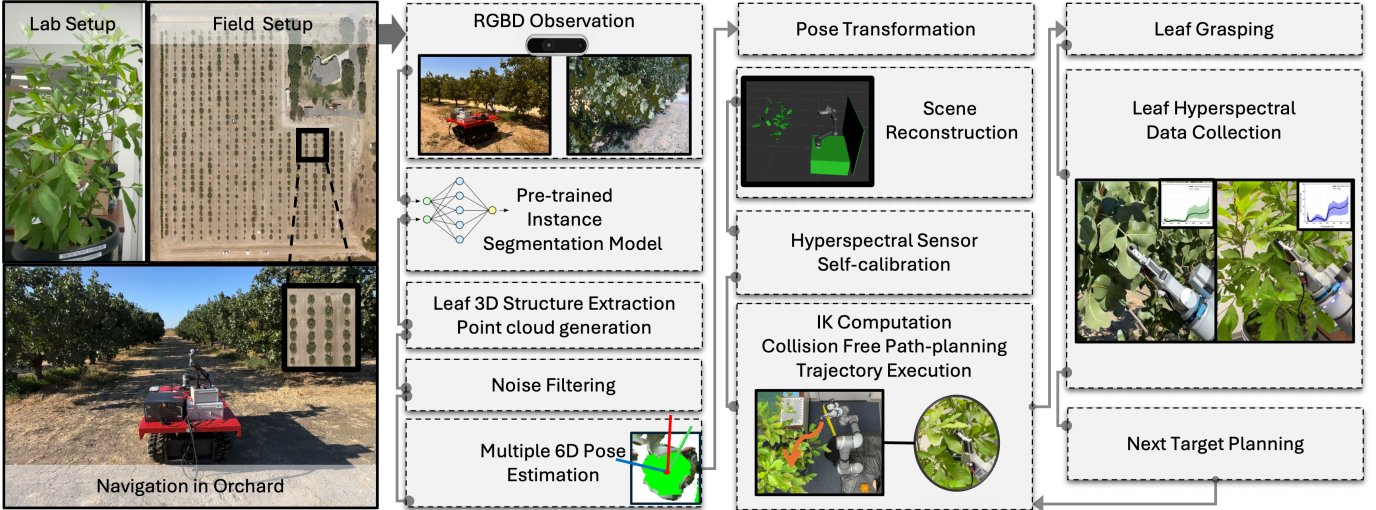 Lab Setup
Field Setup
Navigation in Orchard
RGBD Observation
Pre-trained
Instance
Segmentation Model
Leaf 3D Structure Extraction
Point cloud generation
Noise Filtering
Multiple 6D Pose
Estimation
Pose Transformation
Scene
Reconstruction
Hyperspectral Sensor
Self-calibration
IK Computation
Collision Free Path-planning
Trajectory Execution
Leaf Grasping
Leaf Hyperspectral
Data Collection
Next Target Planning